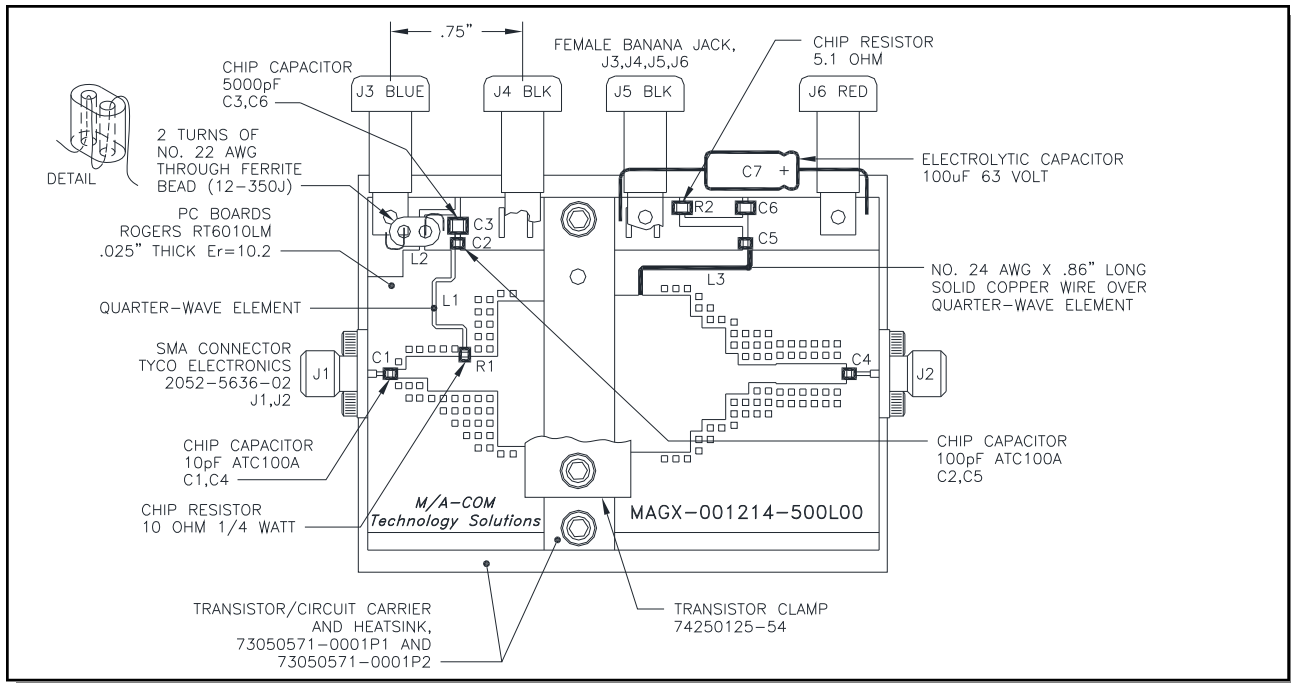 .75”
FEMALE BANANA JACK,
J3,J4,J5,J6
CHIP RESISTOR
5.1 OHM
CHIP CAPACITOR
5000pF
C3,C6
J3 BLUE
J4 BLK
J5 BLK
J6 RED
DETAIL
2 TURNS OF
NO. 22 AWG
THROUGH FERRITE
BEAD (12-350J)
C7 +
ELECTROLYTIC CAPACITOR
100uF 63 VOLT
PC BOARDS
ROGERS RT6010LM
.025” THICK Er=10.2
C3
C2
L2
R2
C6
C5
L3
NO. 24 AWG X .86” LONG
SOLID COPPER WIRE OVER
QUARTER-WAVE ELEMENT
QUARTER-WAVE ELEMENT
L1
SMA CONNECTOR
TYCO ELECTRONICS
2052-5636-02
J1,J2
J1
C1
R1
C4
J2
CHIP CAPACITOR
10pF ATC100A
C1,C4
CHIP CAPACITOR
100pF ATC100A
C2,C5
CHIP RESISTOR
10 OHM 1/4 WATT
M/A-COM
Technology Solutions
MAGX-001214-500L00
TRANSISTOR/CIRCUIT CARRIER
AND HEATSINK,
73050571-0001P1 AND
73050571-0001P2
TRANSISTOR CLAMP
74250125-54